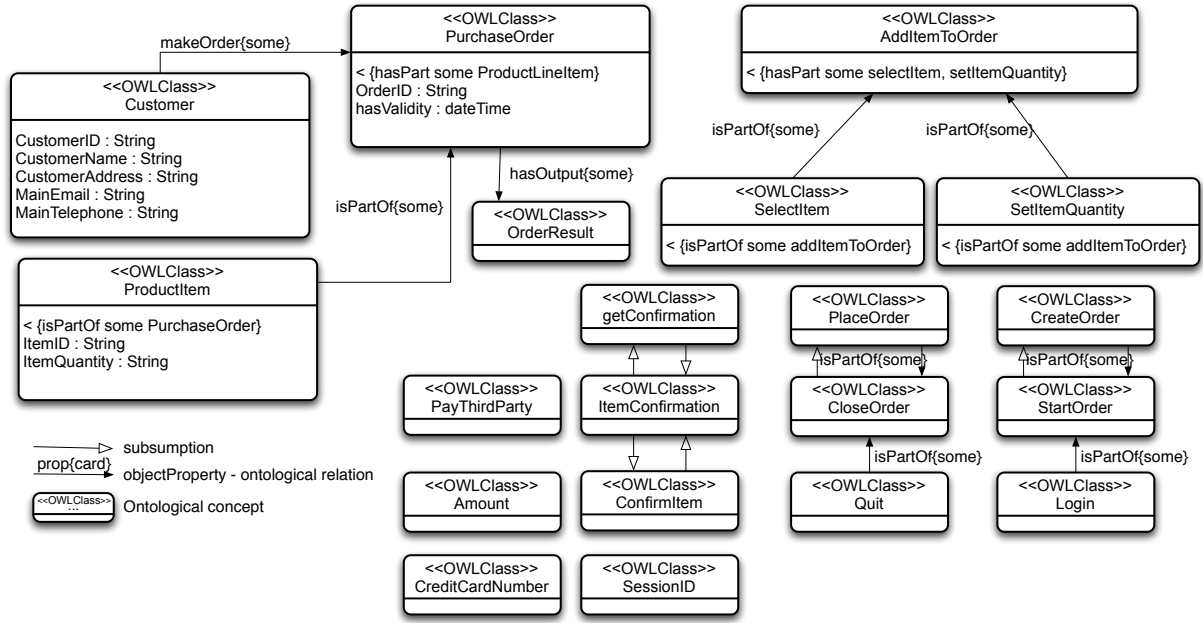 <<OWLClass>>
PurchaseOrder
< {hasPart some ProductLineItem}
OrderID : String
hasValidity : dateTime
makeOrder{some}
<<OWLClass>>
Customer
CustomerID : String
CustomerName : String
CustomerAddress : String
MainEmail : String
MainTelephone : String
<<OWLClass>>
AddItemToOrder
< {hasPart some selectItem, setItemQuantity}
isPartOf{some}
isPartOf{some}
<<OWLClass>>
SelectItem
< {isPartOf some addItemToOrder}
<<OWLClass>>
SetItemQuantity
< {isPartOf some addItemToOrder}
isPartOf{some}
hasOutput{some}
<<OWLClass>>
OrderResult
<<OWLClass>>
ProductItem
< {isPartOf some PurchaseOrder}
ItemID : String
ItemQuantity : String
<<OWLClass>>
getConfirmation
<<OWLClass>>
PlaceOrder
<<OWLClass>>
CreateOrder
isPartOf{some}
isPartOf{some}
<<OWLClass>>
PayThirdParty
<<OWLClass>>
ItemConfirmation
<<OWLClass>>
CloseOrder
<<OWLClass>>
StartOrder
isPartOf{some}
isPartOf{some}
<<OWLClass>>
Amount
<<OWLClass>>
ConfirmItem
<<OWLClass>>
Quit
<<OWLClass>>
Login
<<OWLClass>>
CreditCardNumber
<<OWLClass>>
SessionID
subsumption
prop{card}
objectProperty - ontological relation
<<OWLClass>>
...
Ontological concept